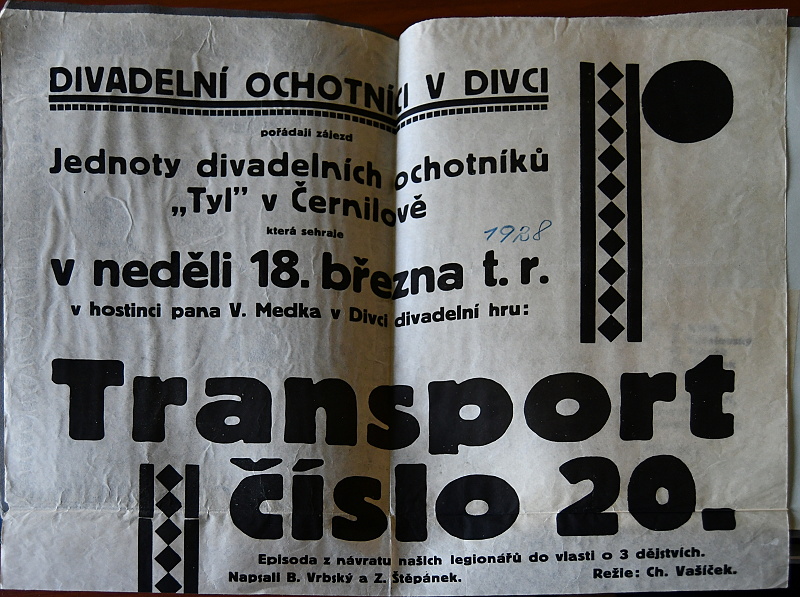 DIVADELNÍ OCHOTNÍCI V DIVCI
pořádají zájezd
Jednoty divadelních ochotníků
„Tyl” v Černilově
která sehraje
1928
v neděli 18. března t. r.
v hostinci pana V. Medka v Divci divadelní hru:
Transport
číslo 20.
Episoda z návratu našich legionářů do vlasti o 3 dějstvích.
Napsali B. Vrbský a Z. Štěpánek.
Režie: Ch. Vašíček.